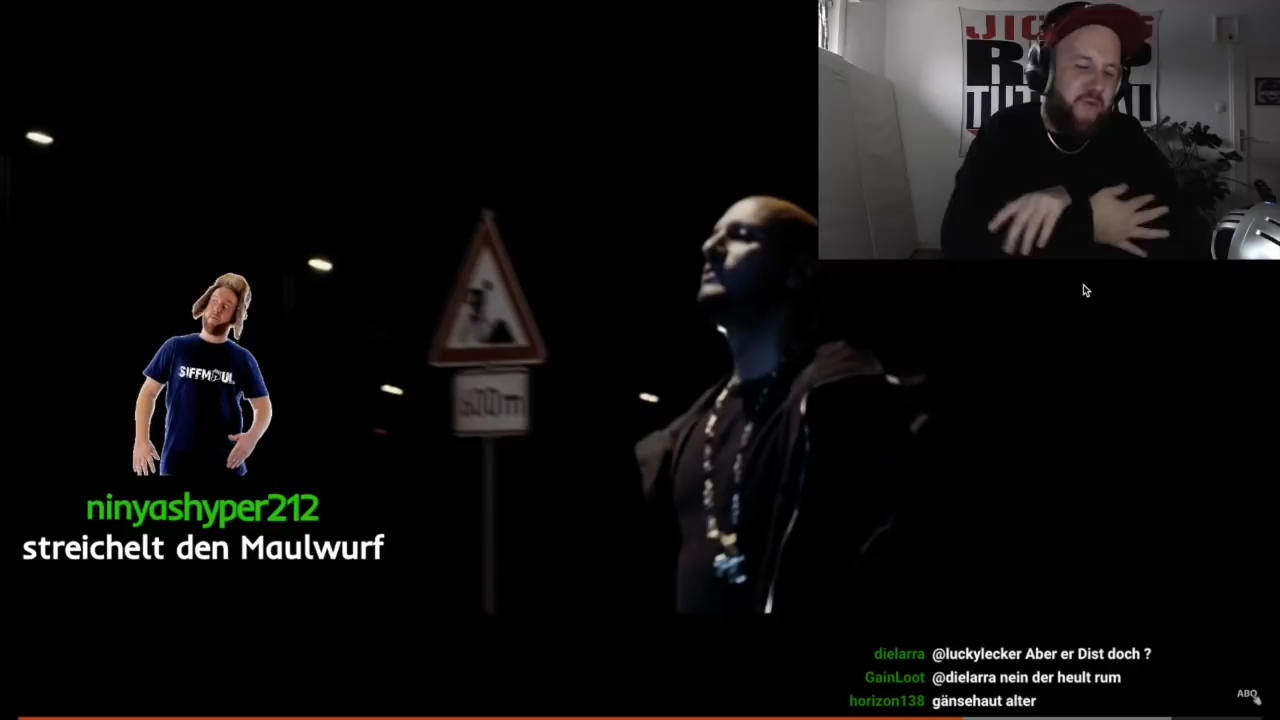 RAP
SIFFMAUL
ninyashyper212
streichelt den Maulwurf
dielarra @luckylecker Aber er Dist doch ?
GainLoot @dielarra nein der heult rum
horizon138 gänsehaut alter
ABO